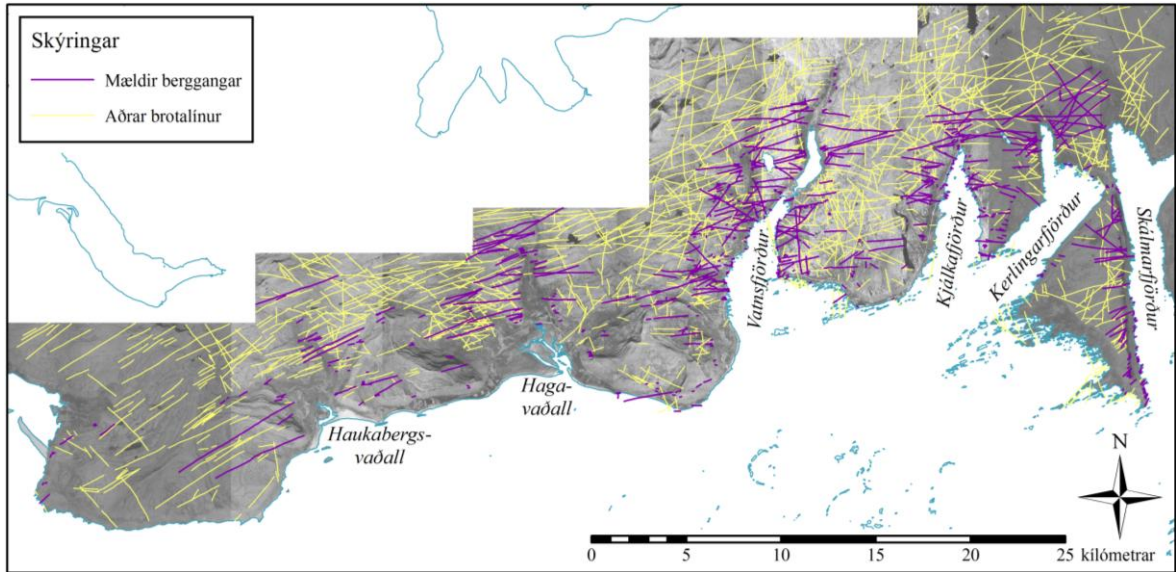 Skýringar
Mældir berggangar
Aðrar brotalínur
Vatnsfjörður
Kjálkafjörður
Kerlingarfjörður
Skálmarfjörður
Haga-
vaðall
Haukabergs-
vaðall
N
0 5 10 15 20 25 kílómetrar